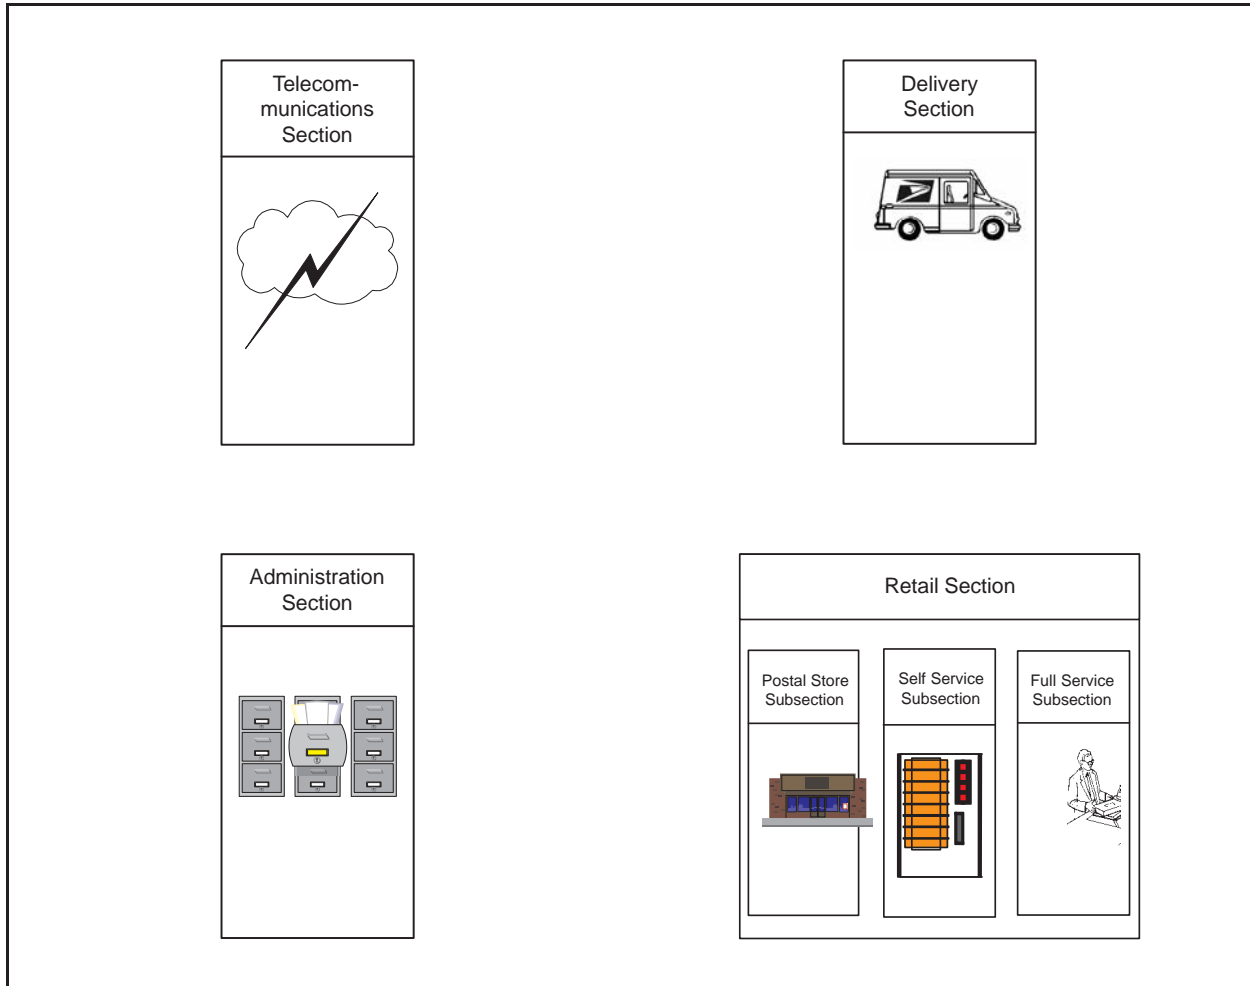 Telecom-
munications
Section
Delivery
Section
Administration
Section
Retail Section
Postal Store
Subsection
Self Service
Subsection
Full Service
Subsection